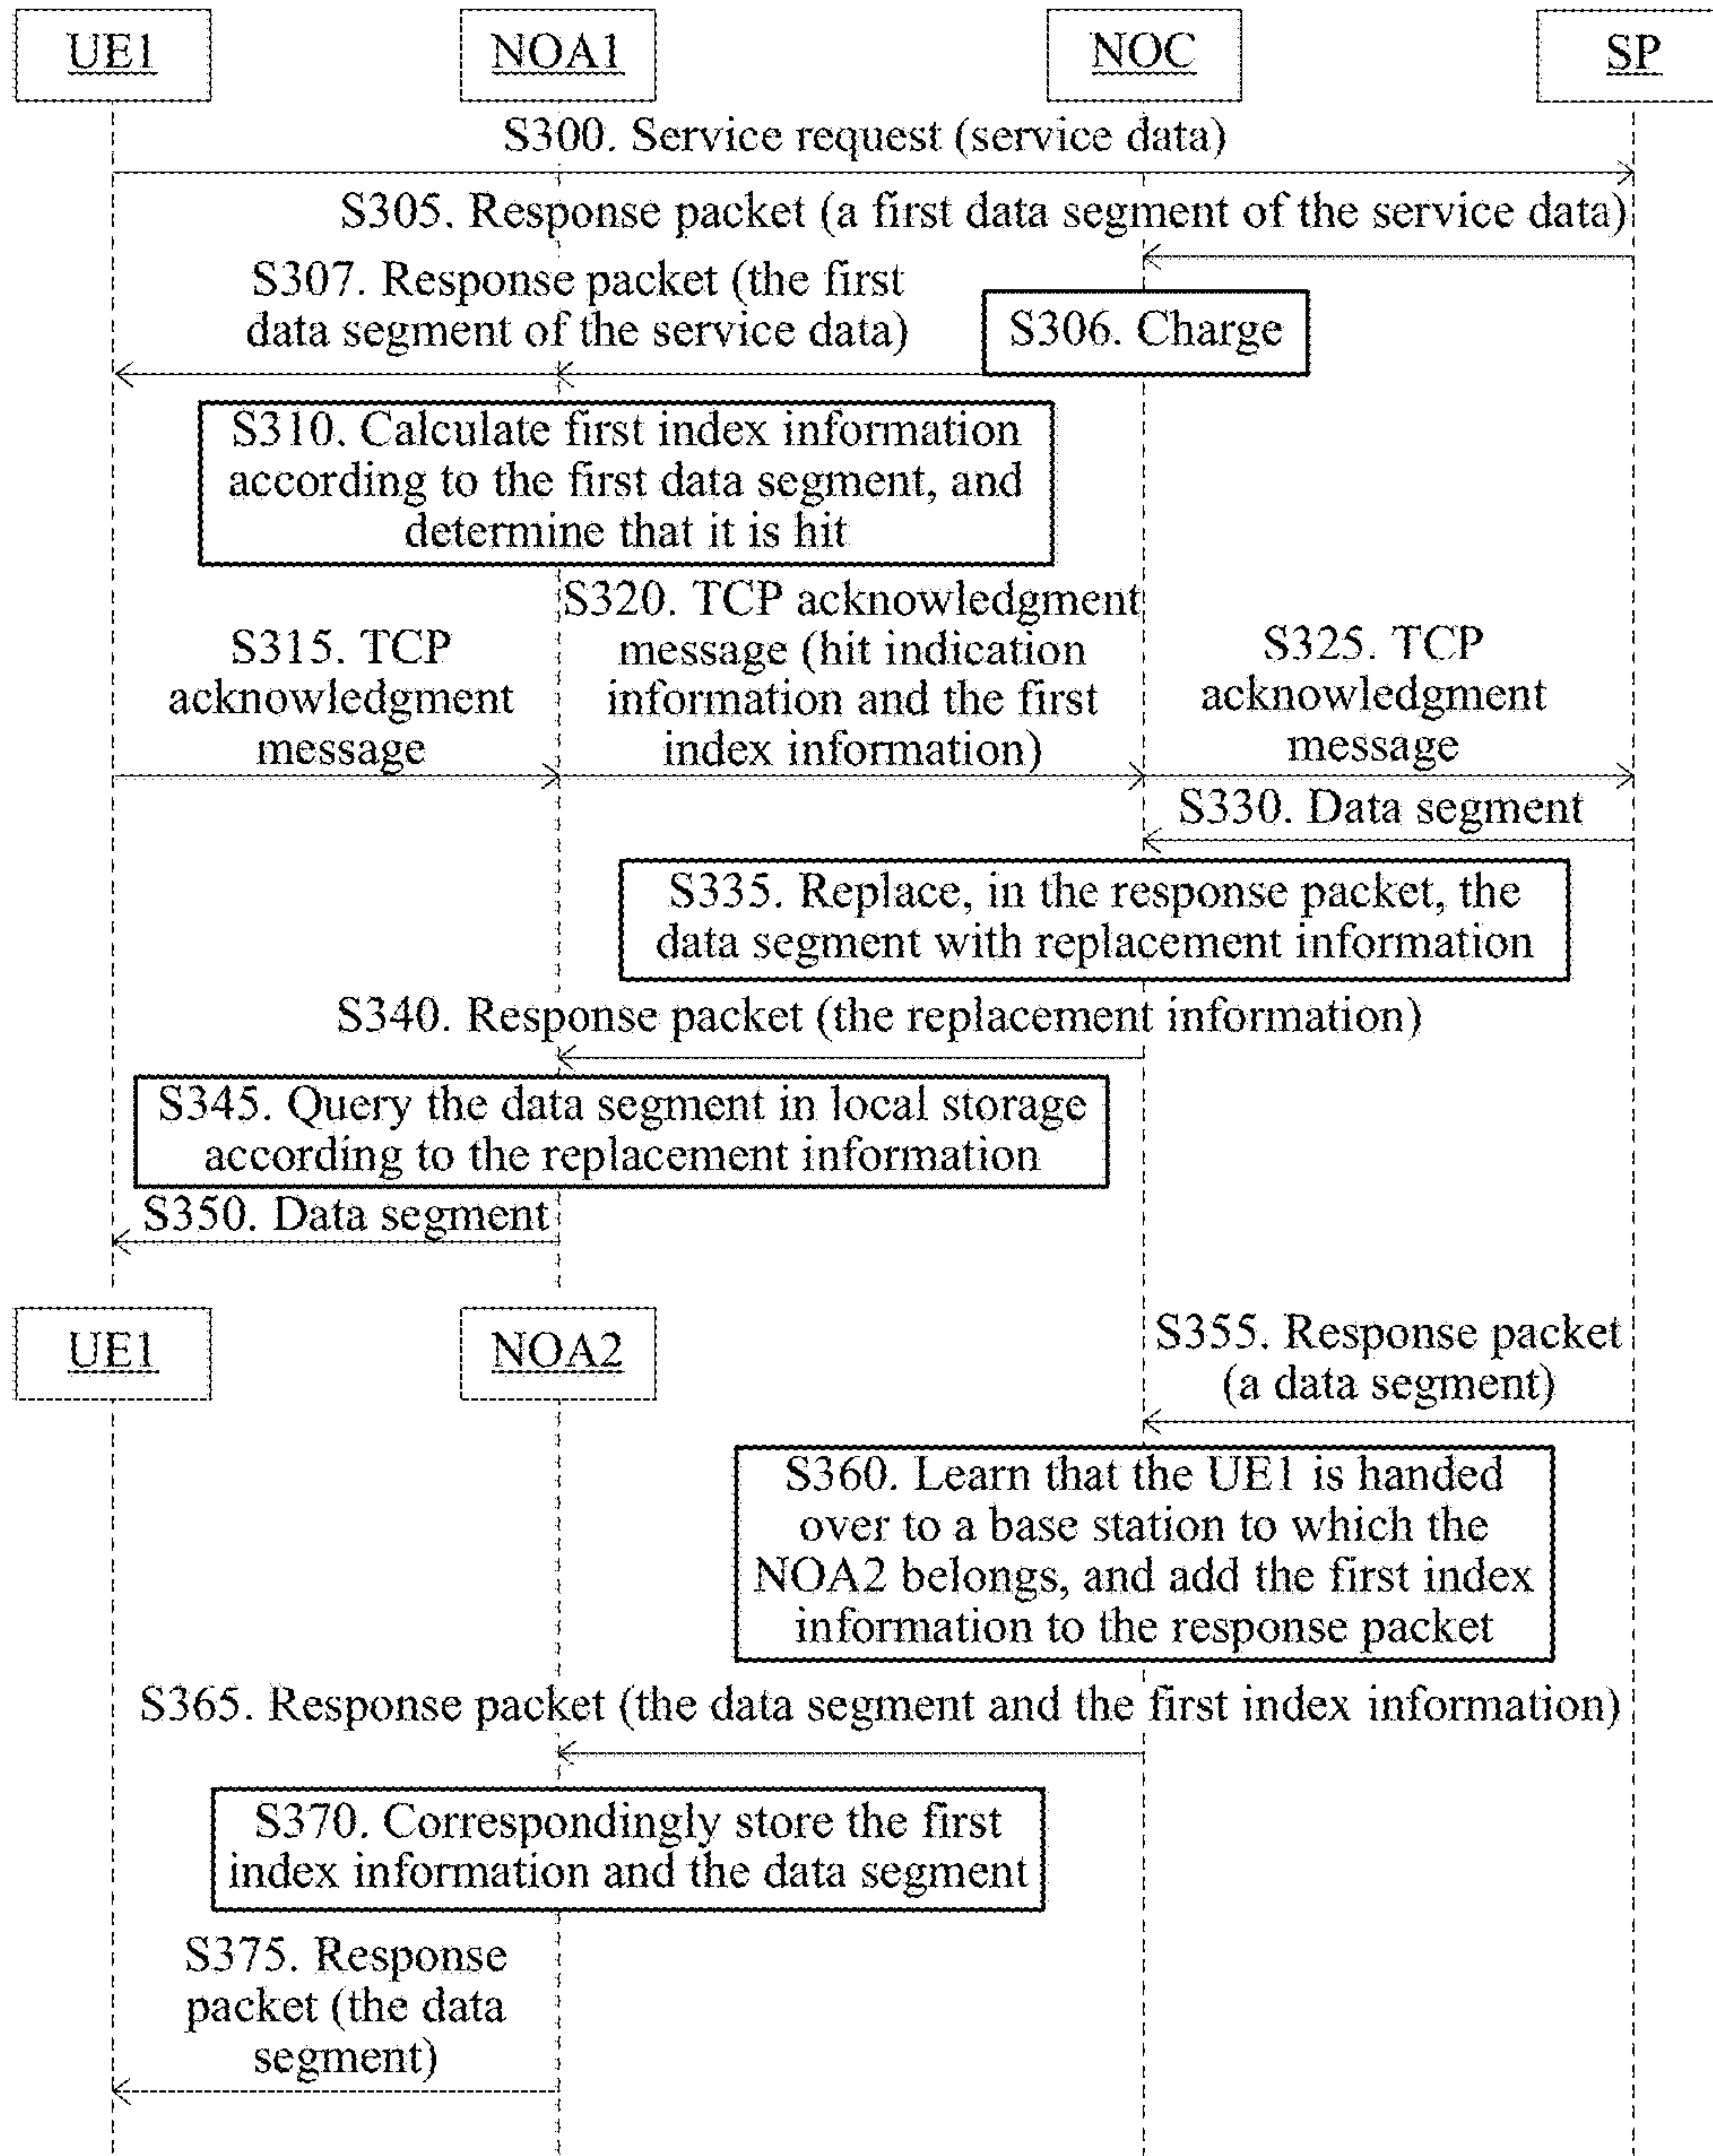 UE1
NOA1
NOC
SP
S300. Service request (service data)
S305. Response packet (a first data segment of the service data)
S307. Response packet (the first
data segment of the service data)
S306. Charge
S310. Calculate first index information
according to the first data segment, and
determine that it is hit
S315. TCP
acknowledgment
message
S320. TCP acknowledgment
message (hit indication
information and the first
index information)
S325. TCP
acknowledgment
message
S330. Data segment
S335. Replace, in the response packet, the
data segment with replacement information
S340. Response packet (the replacement information)
S345. Query the data segment in local storage
according to the replacement information
S350. Data segment
UE1
NOA2
S355. Response packet
(a data segment)
S360. Learn that the UE1 is handed
over to a base station to which the
NOA2 belongs, and add the first index
information to the response packet
S365. Response packet (the data segment and the first index information)
S370. Correspondingly store the first
index information and the data segment
S375. Response
packet (the data
segment)